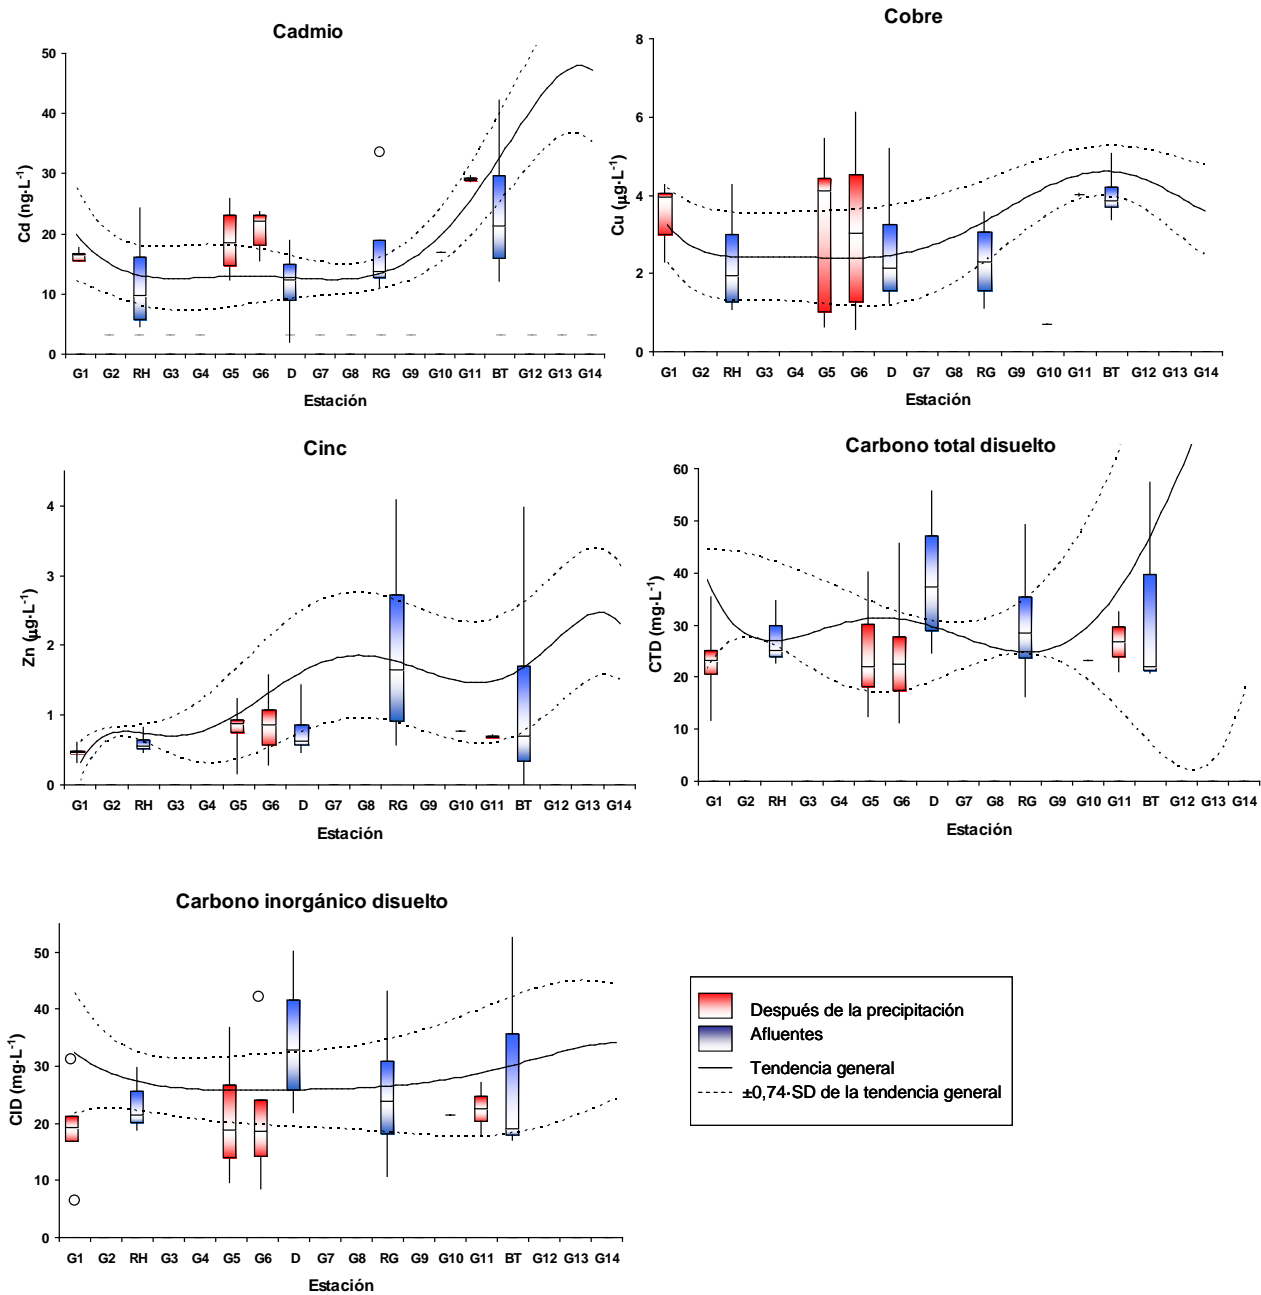 Cadmio
Cd (ng·L⁻¹)
50
40
30
20
10
0
G1 G2 RH G3 G4 G5 G6 D G7 G8 RG G9 G10 G11 BT G12 G13 G14
Estación
Cobre
Cu (µg·L⁻¹)
8
6
4
2
0
G1 G2 RH G3 G4 G5 G6 D G7 G8 RG G9 G10 G11 BT G12 G13 G14
Estación
Cinc
Zn (µg·L⁻¹)
4
3
2
1
0
G1 G2 RH G3 G4 G5 G6 D G7 G8 RG G9 G10 G11 BT G12 G13 G14
Estación
Carbono total disuelto
CTD (mg·L⁻¹)
60
50
40
30
20
10
0
G1 G2 RH G3 G4 G5 G6 D G7 G8 RG G9 G10 G11 BT G12 G13 G14
Estación
Carbono inorgánico disuelto
CID (mg·L⁻¹)
50
40
30
20
10
0
G1 G2 RH G3 G4 G5 G6 D G7 G8 RG G9 G10 G11 BT G12 G13 G14
Estación
Después de la precipitación
Afluentes
Tendencia general
±0,74·SD de la tendencia general